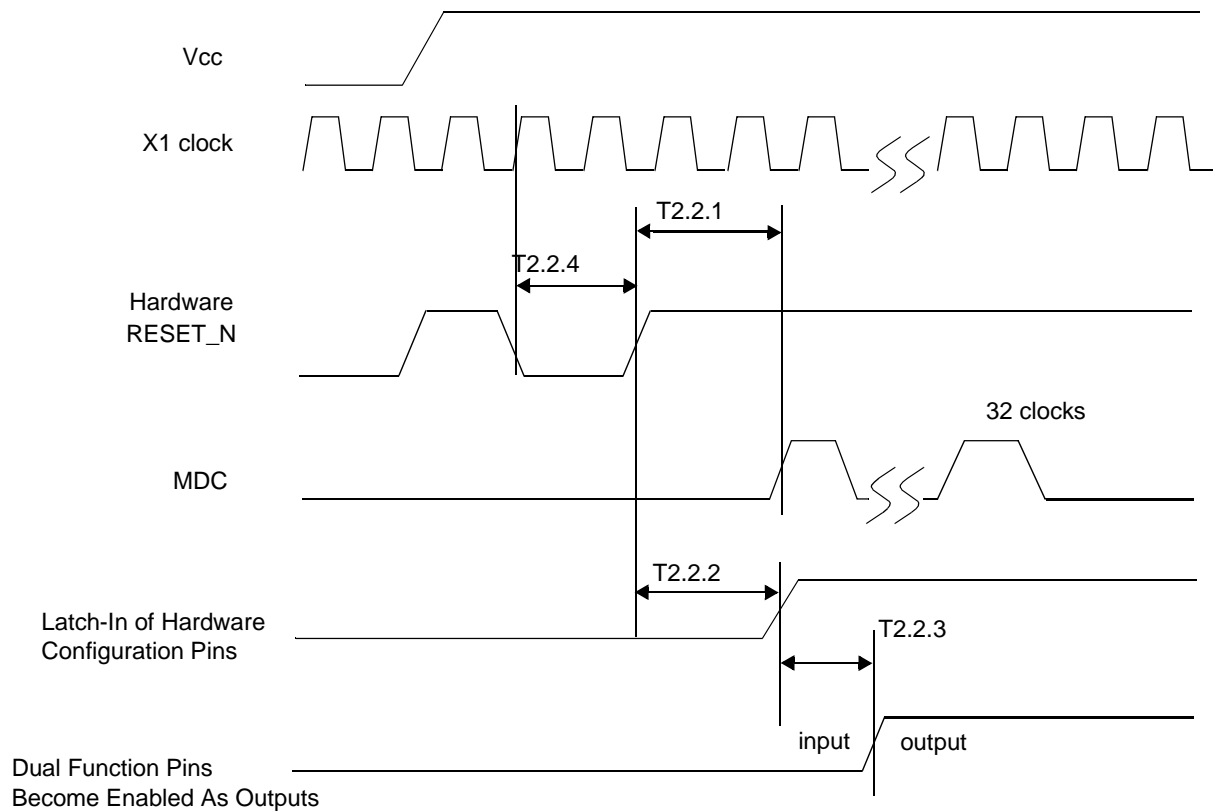 Vcc
X1 clock
T2.2.1
T2.2.4
Hardware
RESET_N
32 clocks
MDC
T2.2.2
Latch-In of Hardware
Configuration Pins
T2.2.3
input
output
Dual Function Pins
Become Enabled As Outputs